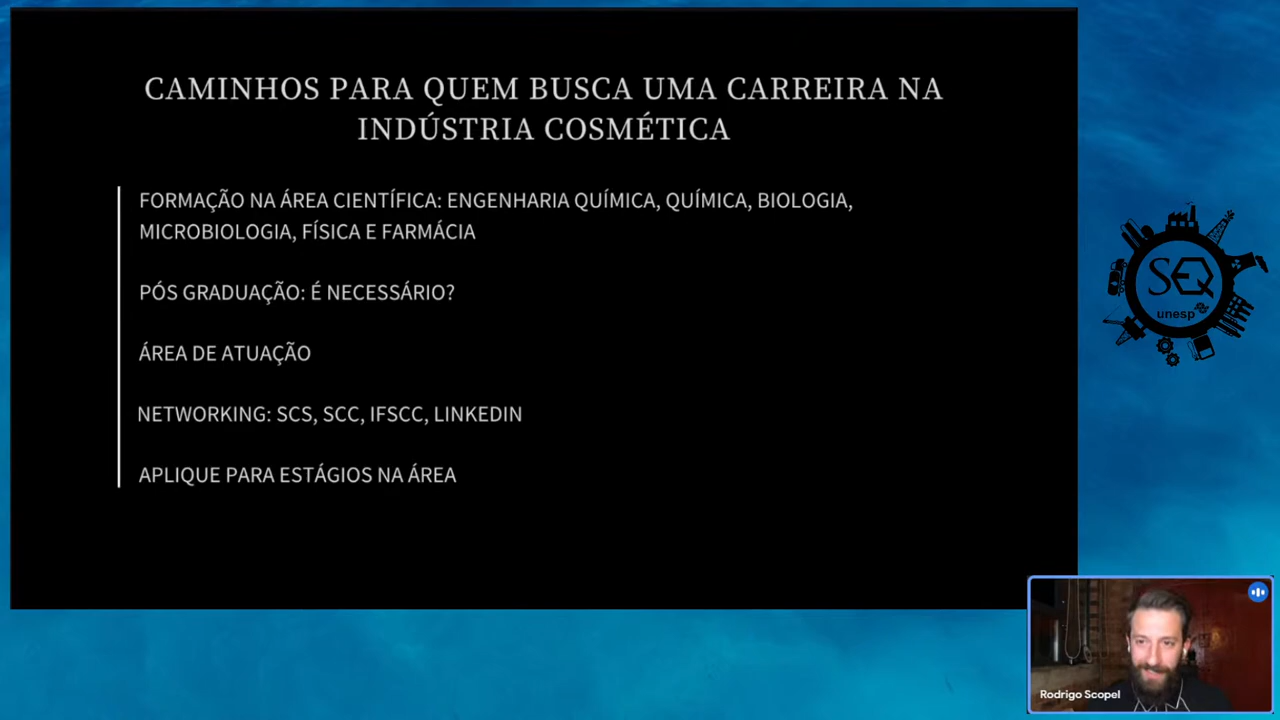 CAMINHOS PARA QUEM BUSCA UMA CARREIRA NA
INDÚSTRIA COSMÉTICA
FORMAÇÃO NA ÁREA CIENTÍFICA: ENGENHARIA QUÍMICA, QUÍMICA, BIOLOGIA,
MICROBIOLOGIA, FÍSICA E FARMÁCIA
PÓS GRADUAÇÃO: É NECESSÁRIO?
ÁREA DE ATUAÇÃO
NETWORKING: SCS, SCC, IFSCC, LINKEDIN
APLIQUE PARA ESTÁGIOS NA ÁREA
SEQ
unesp
Rodrigo Scopel